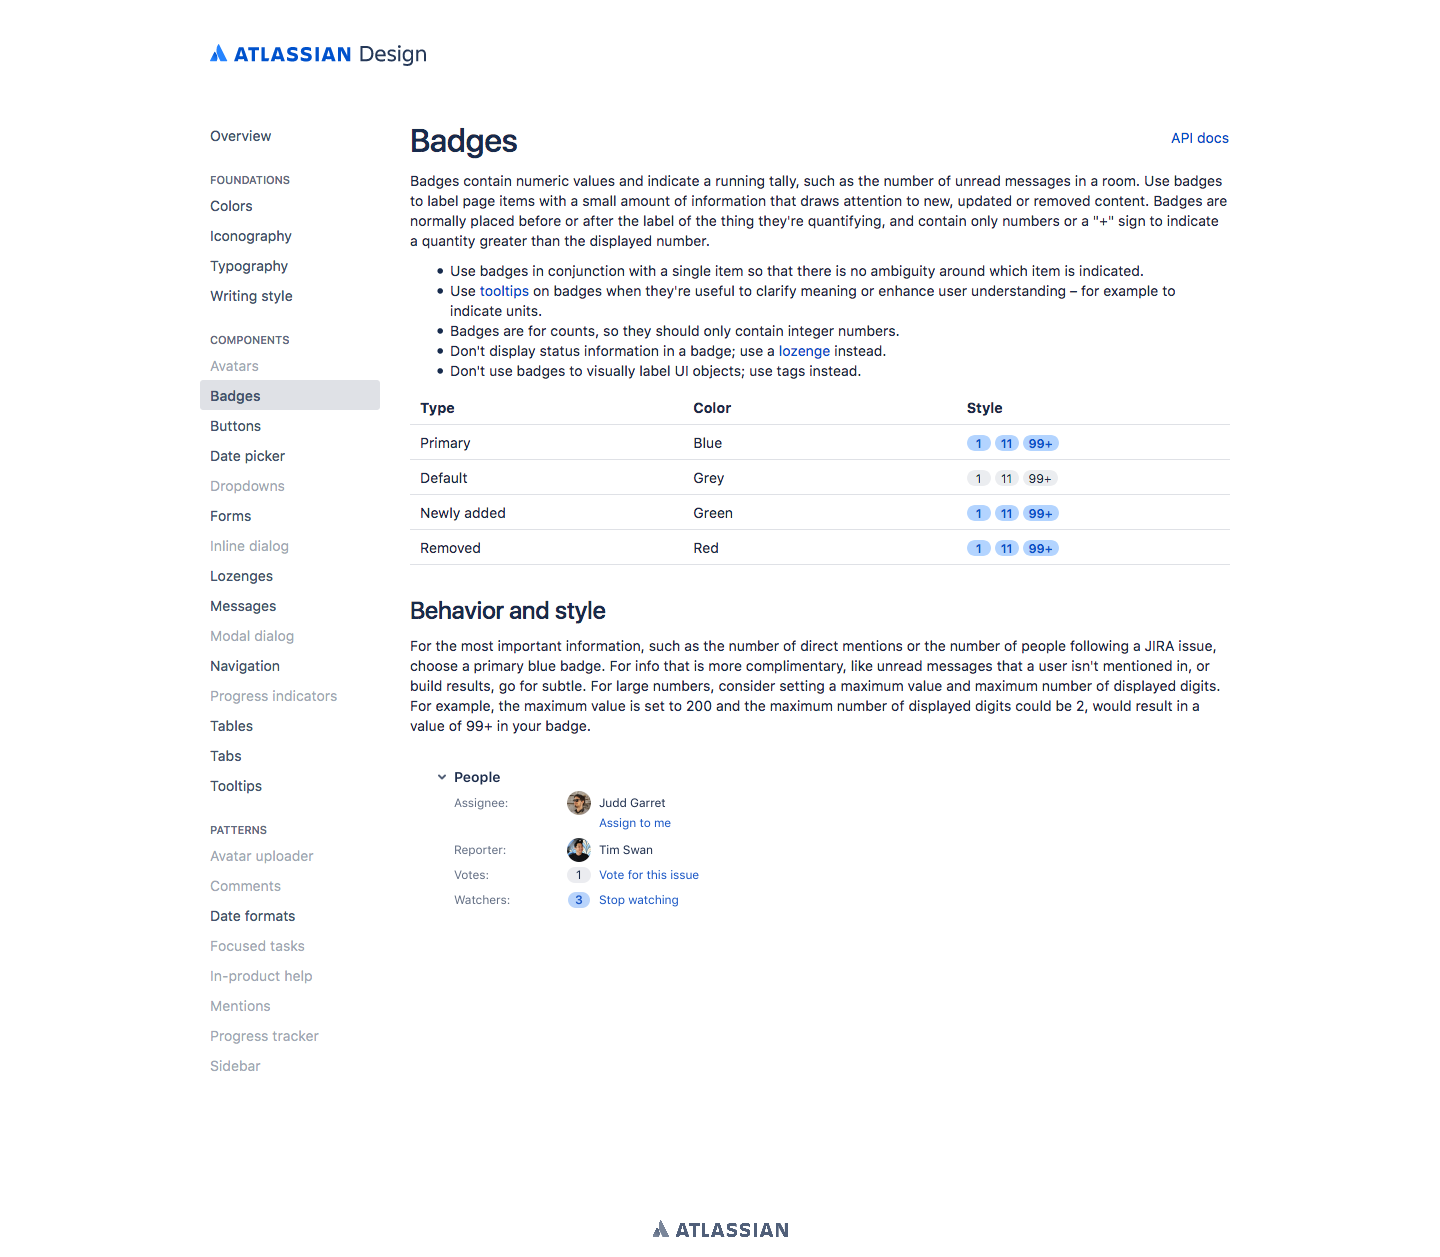 ATLASSIAN Design
Overview
FOUNDATIONS
Colors
Iconography
Typography
Writing style
COMPONENTS
Avatars
Badges
Buttons
Date picker
Dropdowns
Forms
Inline dialog
Lozenges
Messages
Modal dialog
Navigation
Progress indicators
Tables
Tabs
Tooltips
PATTERNS
Avatar uploader
Comments
Date formats
Focused tasks
In-product help
Mentions
Progress tracker
Sidebar
Badges
API docs
Badges contain numeric values and indicate a running tally, such as the number of unread messages in a room. Use badges
to label page items with a small amount of information that draws attention to new, updated or removed content. Badges are
normally placed before or after the label of the thing they're quantifying, and contain only numbers or a "+" sign to indicate
a quantity greater than the displayed number.
• Use badges in conjunction with a single item so that there is no ambiguity around which item is indicated.
• Use tooltips on badges when they're useful to clarify meaning or enhance user understanding – for example to
indicate units.
• Badges are for counts, so they should only contain integer numbers.
• Don't display status information in a badge; use a lozenge instead.
• Don't use badges to visually label UI objects; use tags instead.
Type Color Style
Primary Blue 1 11 99+
Default Grey 1 11 99+
Newly added Green 1 11 99+
Removed Red 1 11 99+
Behavior and style
For the most important information, such as the number of direct mentions or the number of people following a JIRA issue,
choose a primary blue badge. For info that is more complimentary, like unread messages that a user isn't mentioned in, or
build results, go for subtle. For large numbers, consider setting a maximum value and maximum number of displayed digits.
For example, the maximum value is set to 200 and the maximum number of displayed digits could be 2, would result in a
value of 99+ in your badge.
People
Assignee: Judd Garret
Assign to me
Reporter: Tim Swan
Votes: 1 Vote for this issue
Watchers: 3 Stop watching
ATLASSIAN